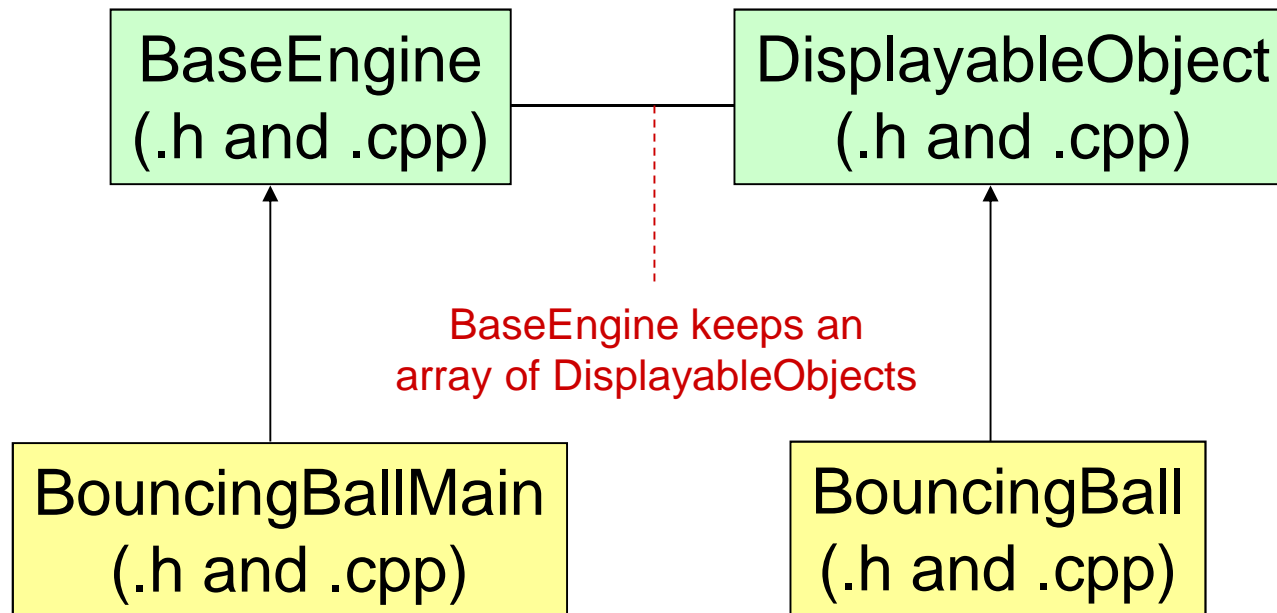 BaseEngine
(.h and .cpp)
DisplayableObject
(.h and .cpp)
BaseEngine keeps an
array of DisplayableObjects
BouncingBallMain
(.h and .cpp)
BouncingBall
(.h and .cpp)